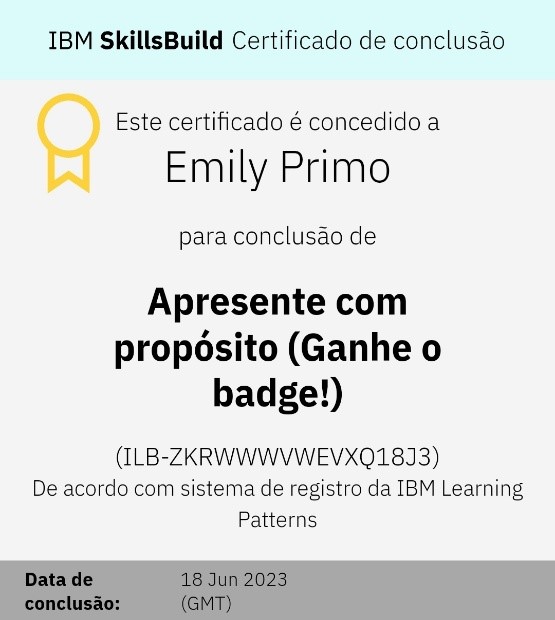 IBM SkillsBuild Certificado de conclusão
Este certificado é concedido a
Emily Primo
para conclusão de
Apresente com
propósito (Ganhe o
badge!)
(ILB-ZKRWWWVWEVXQ18J3)
De acordo com sistema de registro da IBM Learning
Patterns
Data de 18 Jun 2023
conclusão: (GMT)